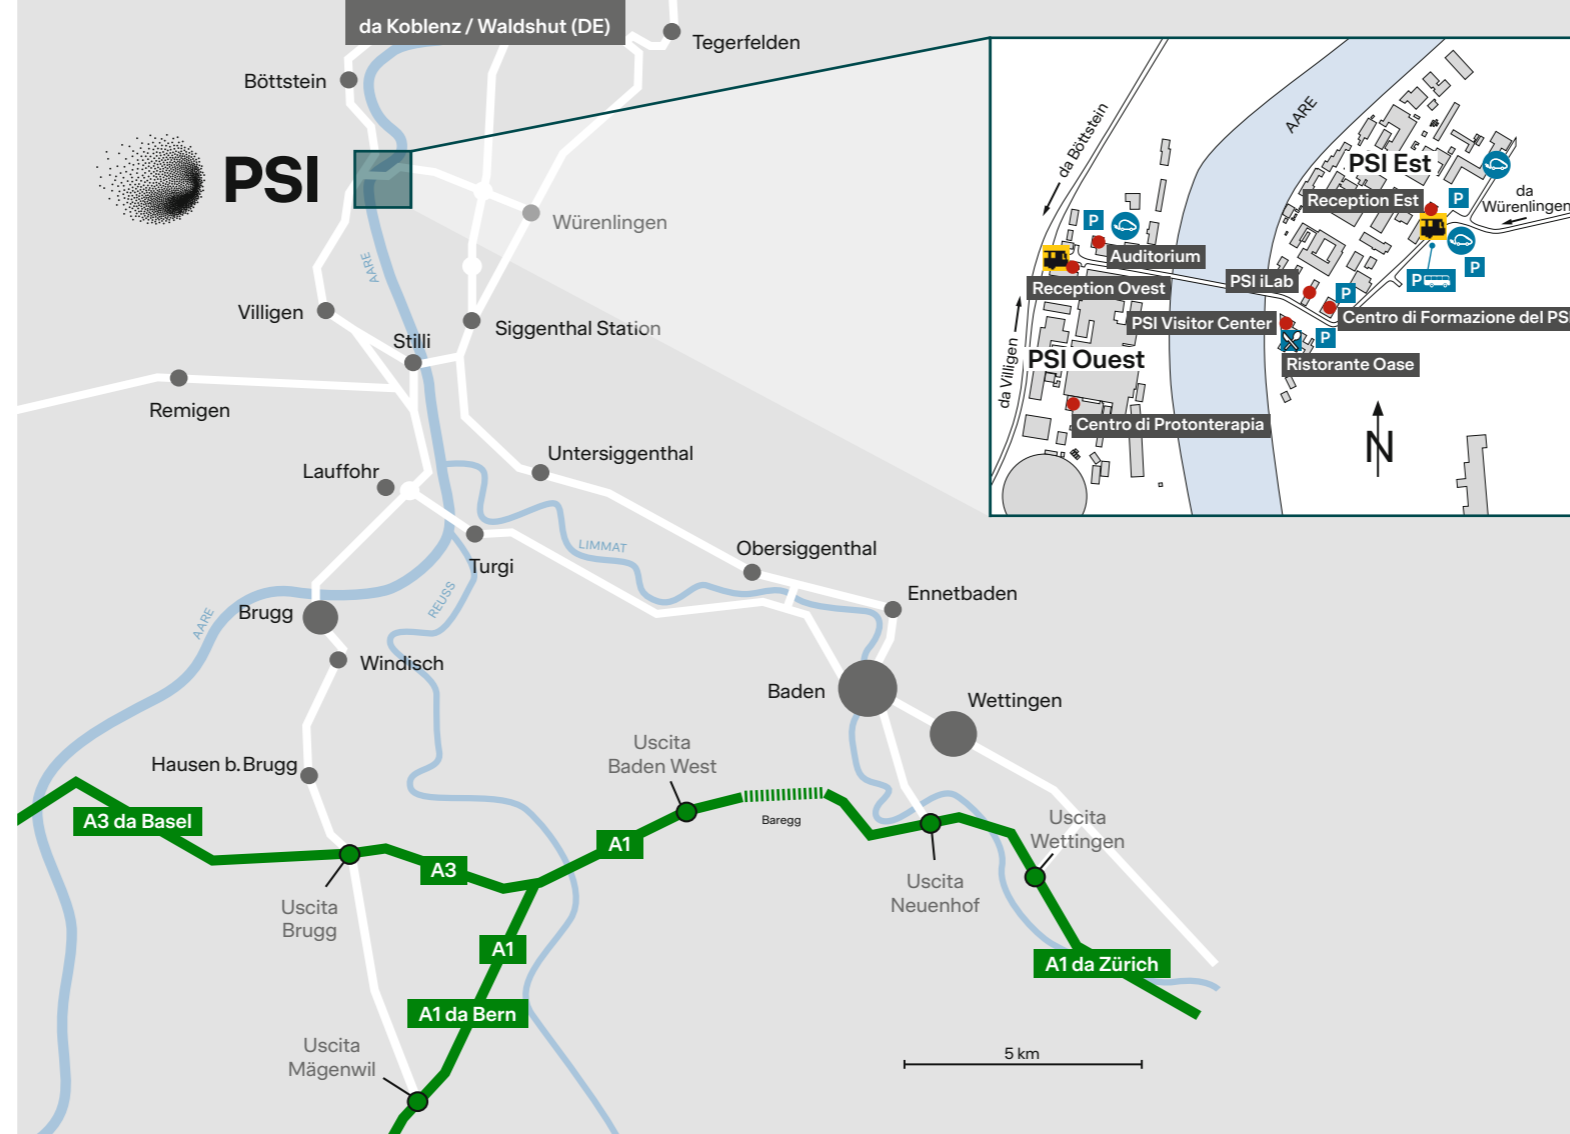 da Koblenz / Waldshut (DE)
Tegerfelden
Böttstein
PSI
Würenlingen
AARE
Villigen
Siggenthal Station
Stilli
Remigen
Lauffohr
Untersiggenthal
Turgi
LIMMAT
Obersiggenthal
Ennetbaden
REUSS
AARE
Brugg
Windisch
Baden
Wettingen
Hausen b. Brugg
Uscita
Baden West
A3 da Basel
Baregg
A1
A3
Uscita
Wettingen
Uscita
Neuenhof
Uscita
Brugg
A1
A1 da Zürich
A1 da Bern
Uscita
Mägenwil
5 km
da Böttstein
AARE
PSI Est
P
Reception Est
da
Würenlingen
P
Auditorium
P
Reception Ovest
PSI iLab
P
P
PSI Visitor Center
Centro di Formazione del PSI
P
da Villigen
PSI Ouest
Ristorante Oase
Centro di Protonterapia
N